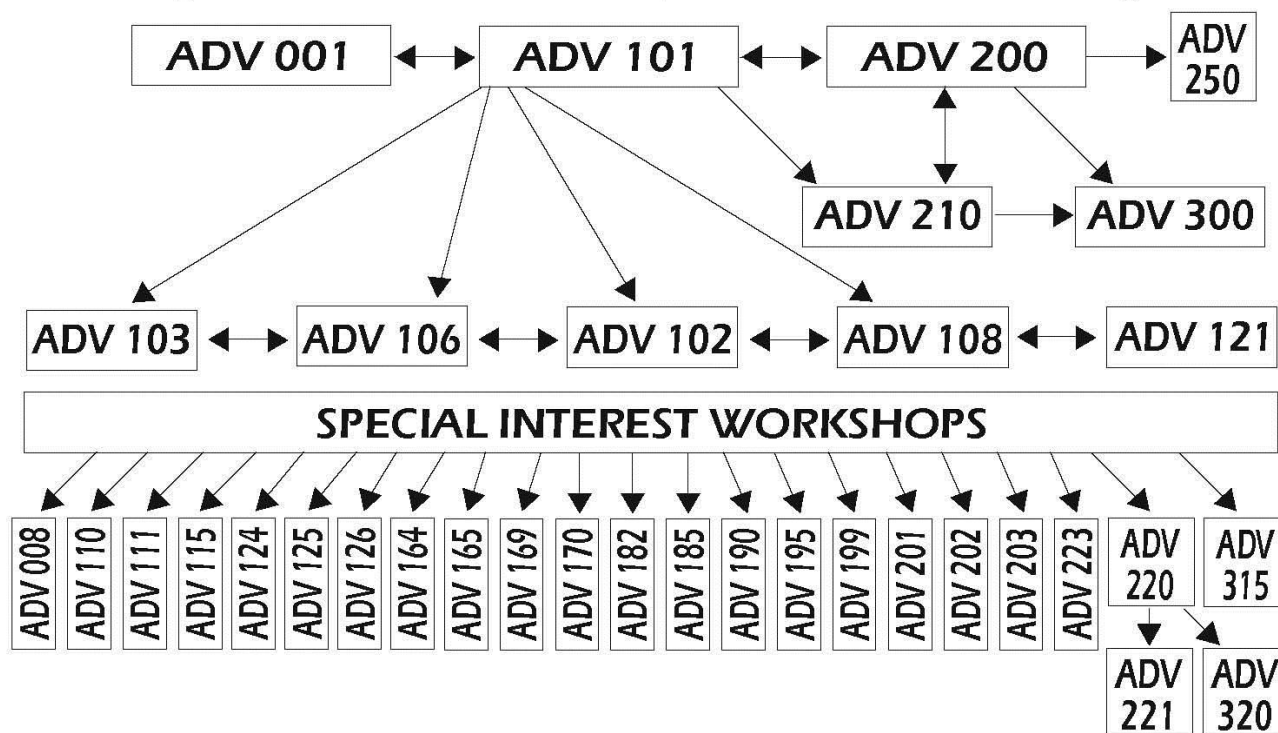 ADV 001
ADV 101
ADV 200
ADV
250
ADV 210
ADV 300
ADV 103
ADV 106
ADV 102
ADV 108
ADV 121
SPECIAL INTEREST WORKSHOPS
ADV 008
ADV 110
ADV 111
ADV 115
ADV 124
ADV 125
ADV 126
ADV 164
ADV 165
ADV 169
ADV 170
ADV 182
ADV 185
ADV 190
ADV 195
ADV 199
ADV 201
ADV 202
ADV 203
ADV 223
ADV
220
ADV
315
ADV
221
ADV
320